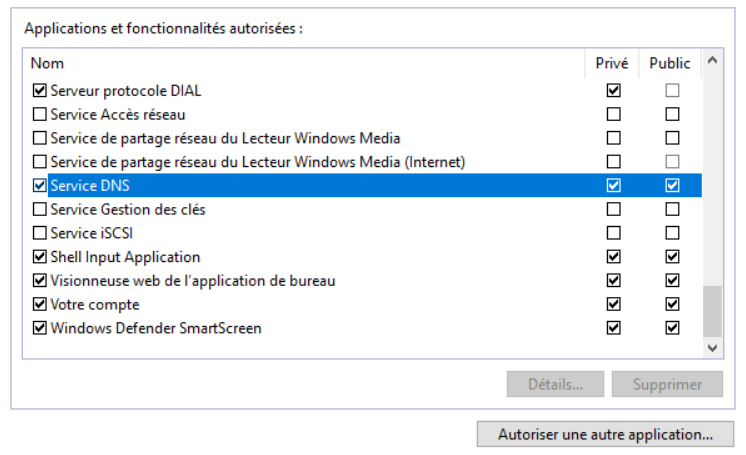 Applications et fonctionnalités autorisées :
Nom Privé Public
Serveur protocole DIAL
Service Accès réseau
Service de partage réseau du Lecteur Windows Media
Service de partage réseau du Lecteur Windows Media (Internet)
Service DNS
Service Gestion des clés
Service iSCSI
Shell Input Application
Visionneuse web de l'application de bureau
Votre compte
Windows Defender SmartScreen
Détails... Supprimer
Autoriser une autre application...